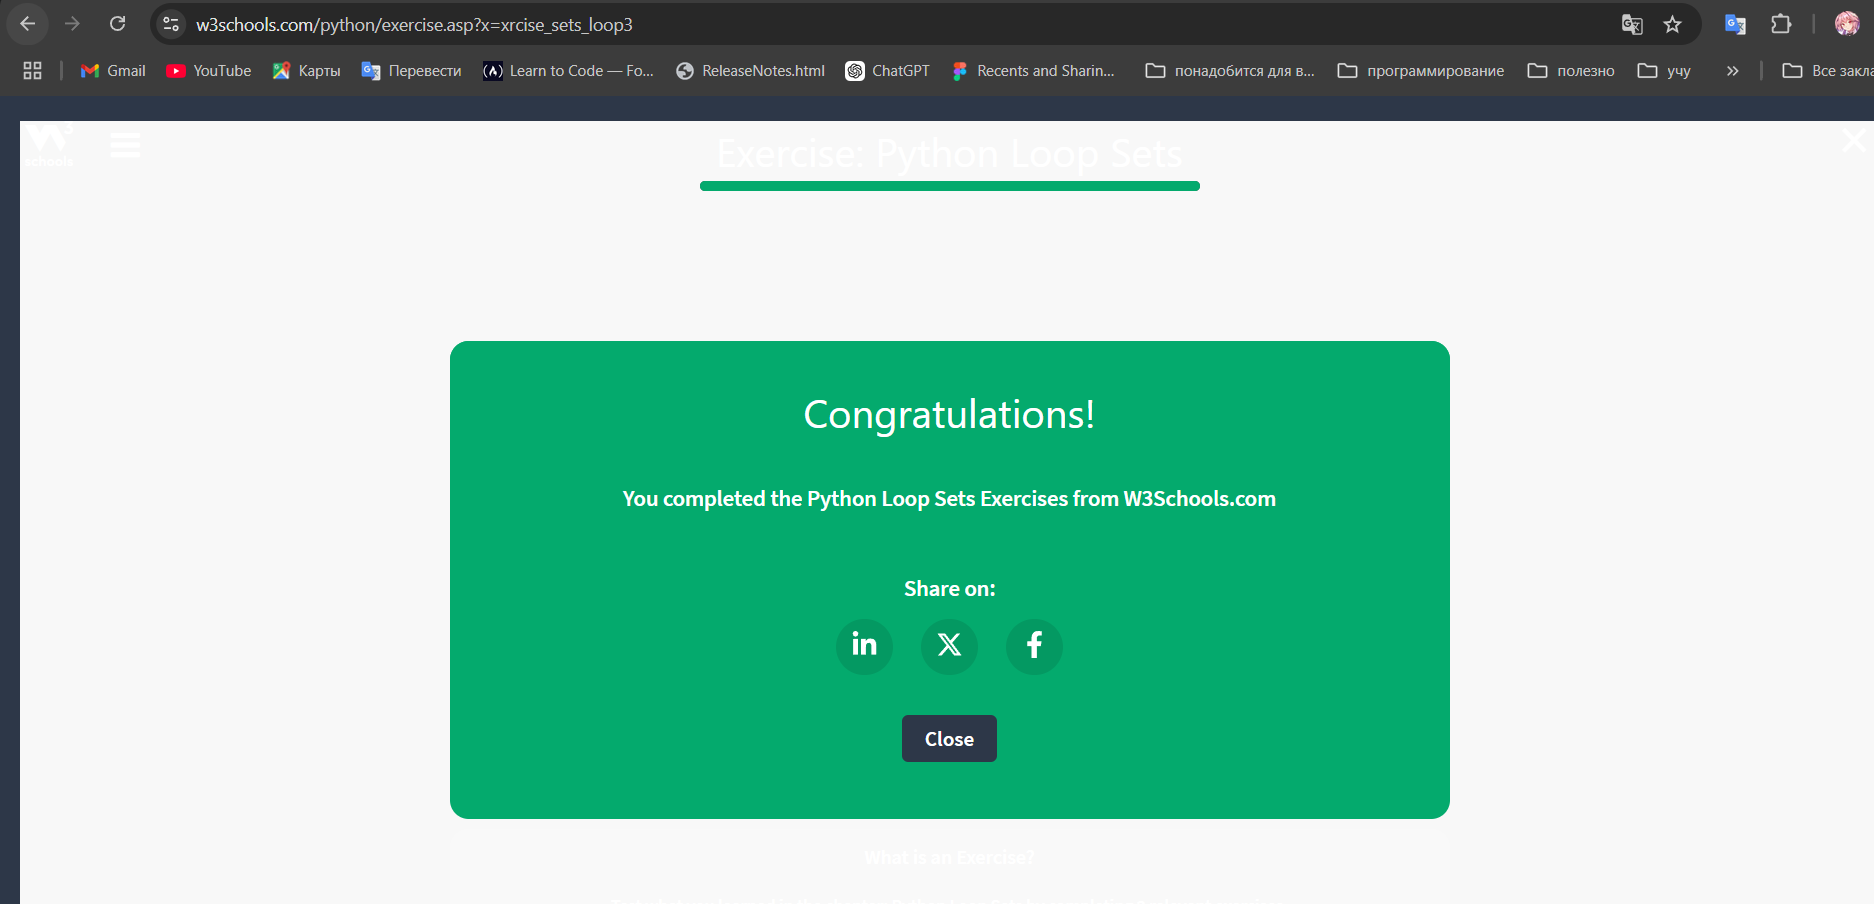 w3schools.com/python/exercise.asp?x=xrcise_sets_loop3
Gmail YouTube Карты Перевести Learn to Code — Fo... ReleaseNotes.html ChatGPT Recents and Sharin... понадобится для в... программирование полезно учу » Все закла
W3 schools
Exercise: Python Loop Sets
Congratulations!
You completed the Python Loop Sets Exercises from W3Schools.com
Share on:
Close
What is an Exercise?